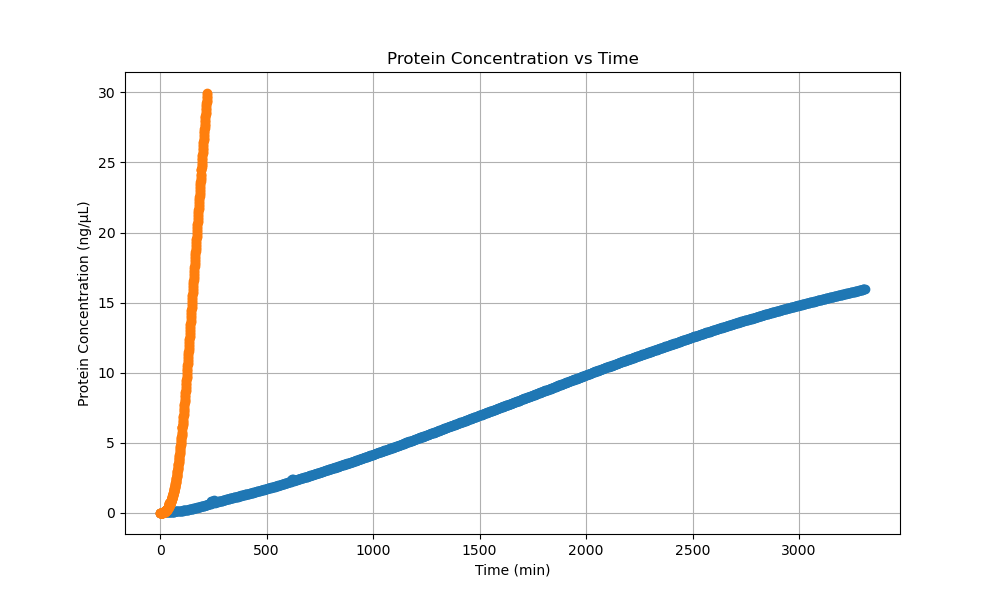 Protein Concentration vs Time
Protein Concentration (ng/μL)
30
25
20
15
10
5
0
0 500 1000 1500 2000 2500 3000
Time (min)